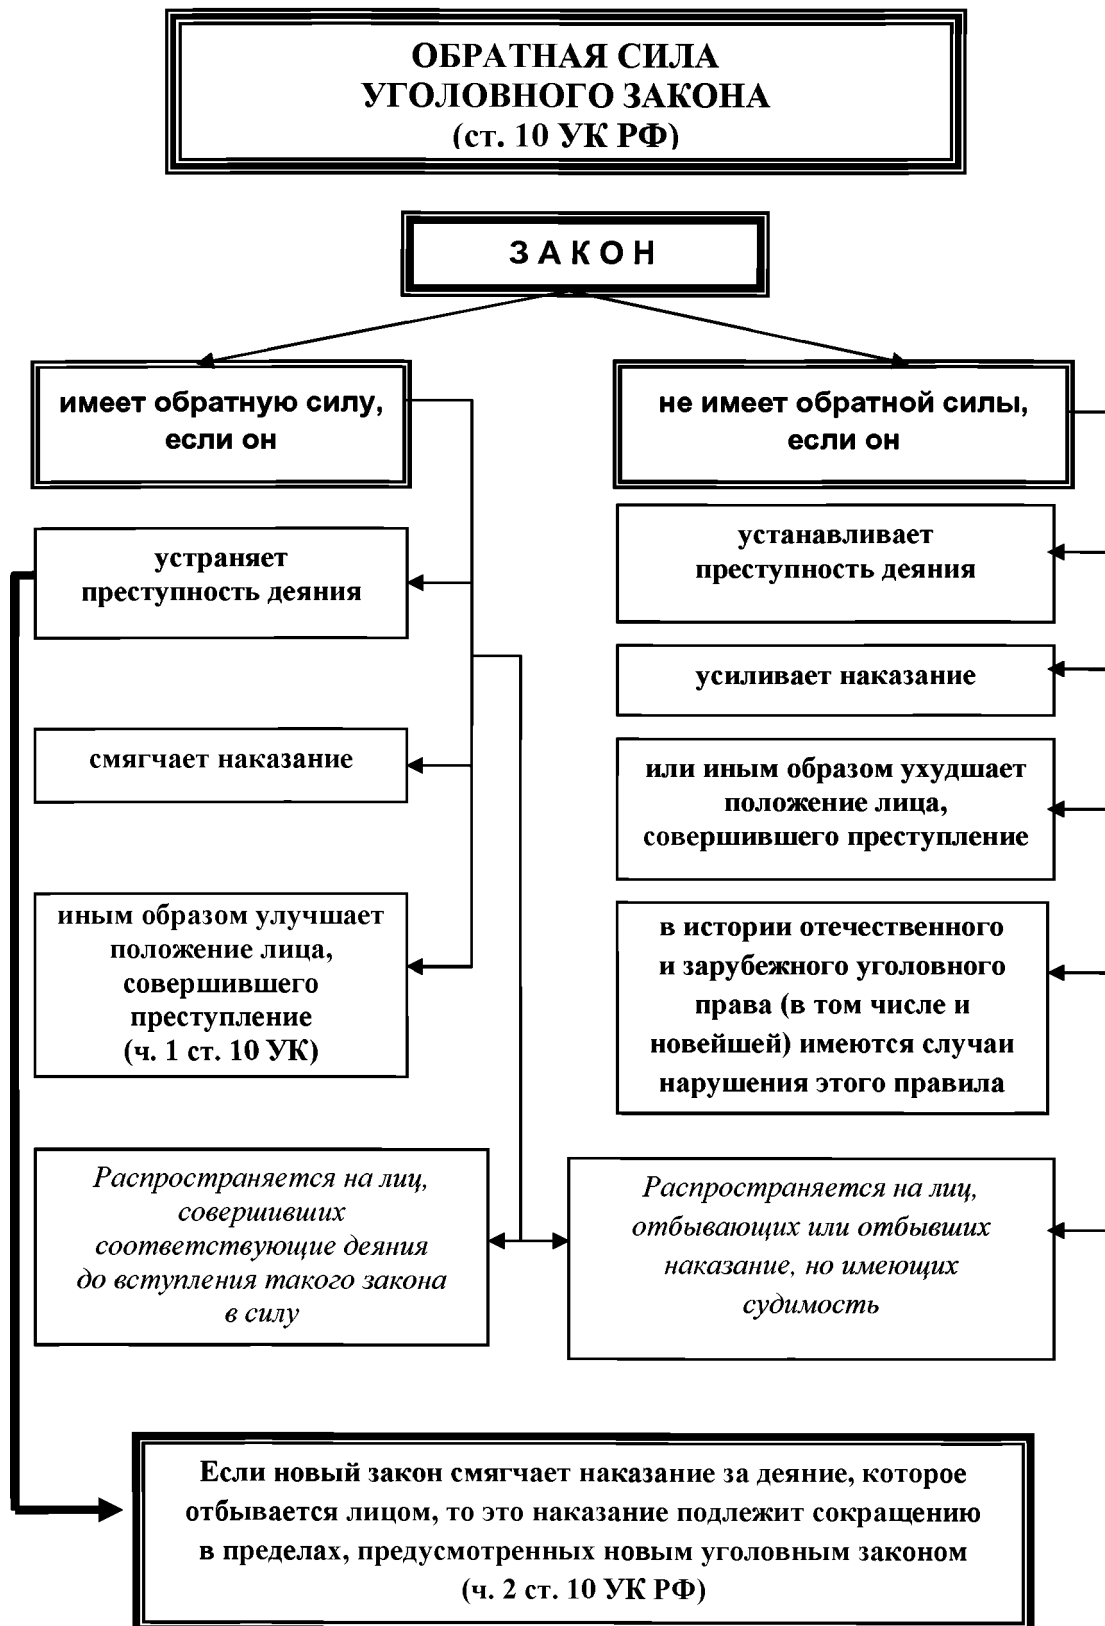 ОБРАТНАЯ СИЛА
УГОЛОВНОГО ЗАКОНА
(ст. 10 УК РФ)
З А К О Н
имеет обратную силу,
если он
не имеет обратной силы,
если он
устраняет
преступность деяния
устанавливает
преступность деяния
усиливает наказание
смягчает наказание
или иным образом ухудшает
положение лица,
совершившего преступление
иным образом улучшает
положение лица,
совершившего
преступление
(ч. 1 ст. 10 УК)
в истории отечественного
и зарубежного уголовного
права (в том числе и
новейшей) имеются случаи
нарушения этого правила
Распространяется на лиц,
совершивших
соответствующие деяния
до вступления такого закона
в силу
Распространяется на лиц,
отбывающих или отбывших
наказание, но имеющих
судимость
Если новый закон смягчает наказание за деяние, которое
отбывается лицом, то это наказание подлежит сокращению
в пределах, предусмотренных новым уголовным законом
(ч. 2 ст. 10 УК РФ)